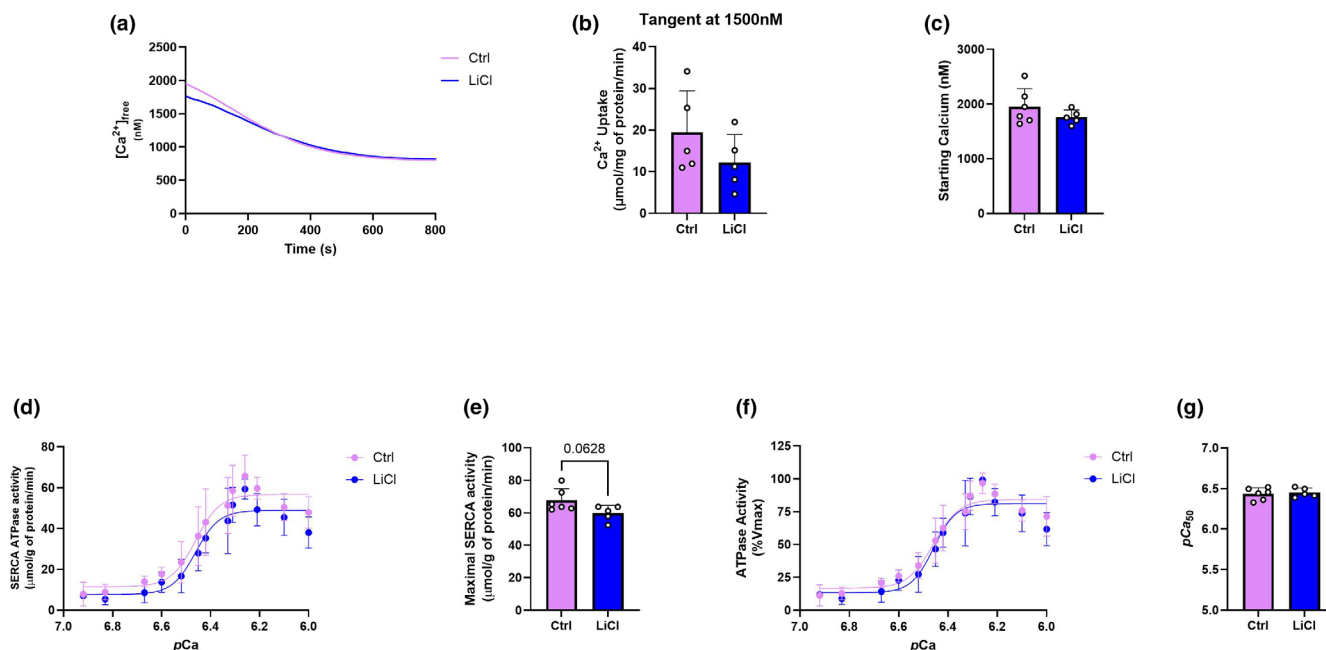 (a)
[Ca2+]free
(nM)
2500
2000
1500
1000
500
0
0 200 400 600 800
Time (s)
Ctrl
LiCl
(b)
Tangent at 1500nM
Ca2+ Uptake
(μmol/mg of protein/min)
40
30
20
10
0
Ctrl LiCl
(c)
Starting Calcium (nM)
3000
2000
1000
0
Ctrl LiCl
(d)
SERCA ATPase activity
(μmol/g of protein/min)
80
60
40
20
0
7.0 6.8 6.6 6.4 6.2 6.0
pCa
Ctrl
LiCl
(e)
Maximal SERCA activity
(μmol/g of protein/min)
100
80
60
40
20
0
0.0628
Ctrl LiCl
(f)
ATPase Activity
(%Vmax)
125
100
75
50
25
0
7.0 6.8 6.6 6.4 6.2 6.0
pCa
Ctrl
LiCl
(g)
pCa50
7.0
6.5
6.0
5.5
5.0
Ctrl LiCl